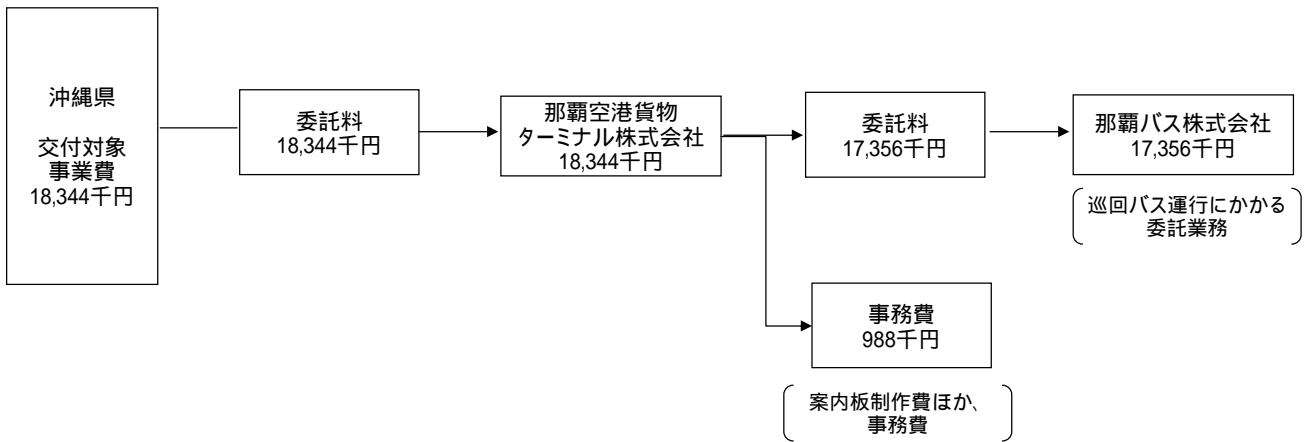 沖縄県
交付対象
事業費
18,344千円
委託料
18,344千円
那覇空港貨物
ターミナル株式会社
18,344千円
委託料
17,356千円
那覇バス株式会社
17,356千円
巡回バス運行にかかる
委託業務
事務費
988千円
案内板制作費ほか、
事務費